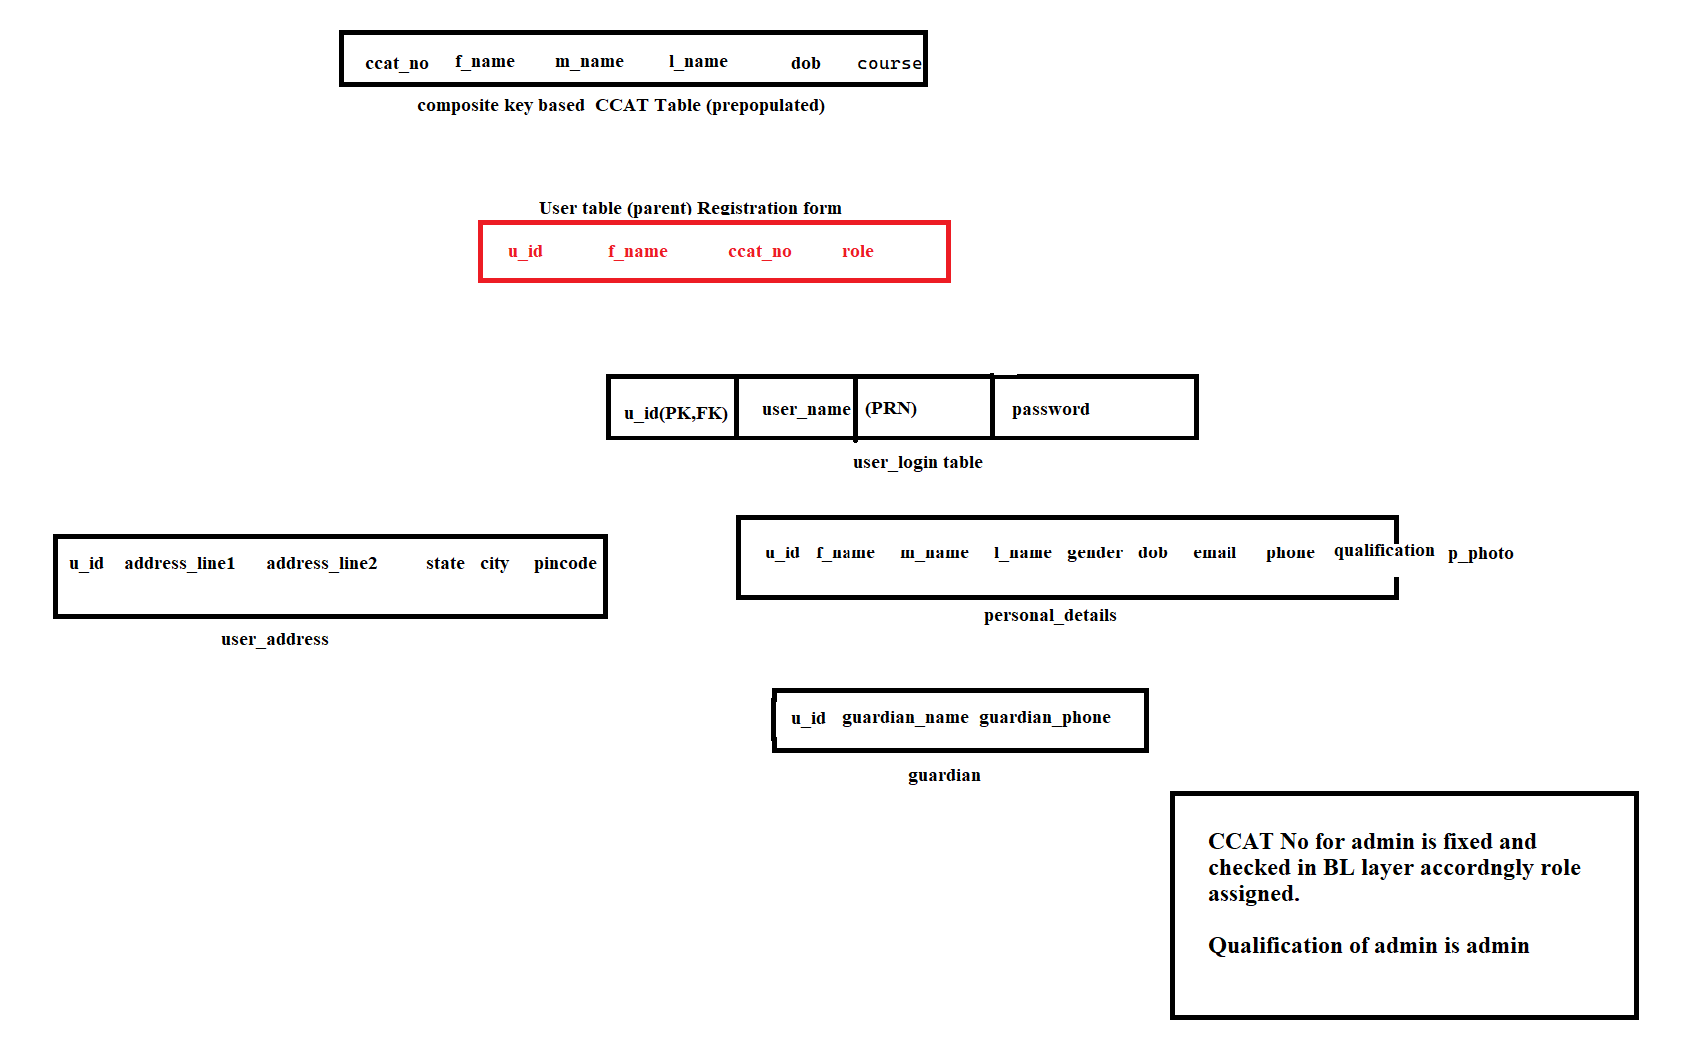 ccat_no f_name m_name l_name dob course
composite key based CCAT Table (prepopulated)
User table (parent) Registration form
u_id f_name ccat_no role
u_id(PK,FK) user_name (PRN) password
user_login table
u_id address_line1 address_line2 state city pincode
user_address
u_id f_name m_name l_name gender dob email phone qualification p_photo
personal_details
u_id guardian_name guardian_phone
guardian
CCAT No for admin is fixed and
checked in BL layer accordngly role
assigned.
Qualification of admin is admin